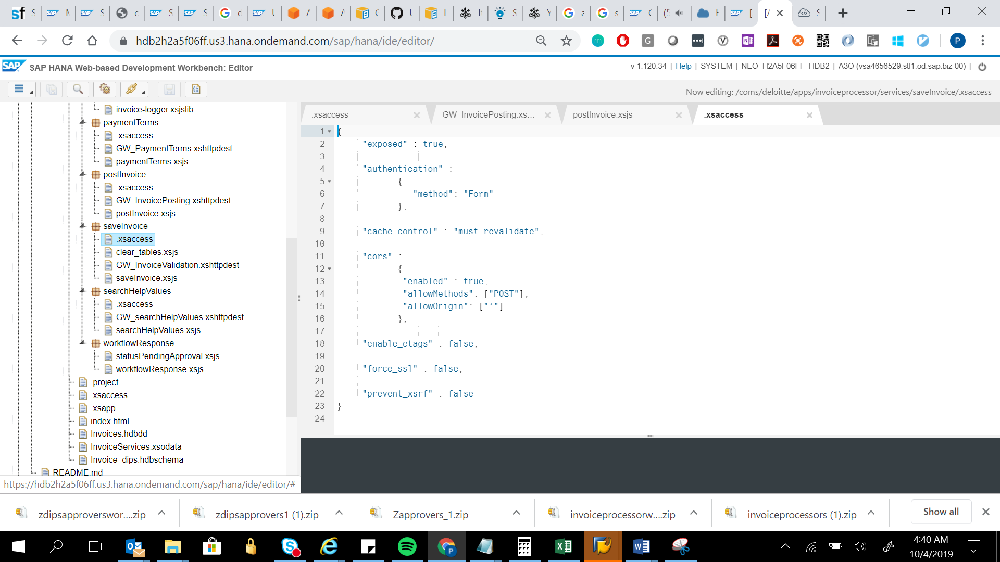 hdb2h2a5f06ff.us3.hana.ondemand.com/sap/hana/ide/editor/
SAP SAP HANA Web-based Development Workbench: Editor
v 1.120.34 | Help | SYSTEM | NEO_H2A5F06FF_HDB2 | A3O (vsa4656529.stl1.od.sap.biz 00) |
Now editing: /coms/deloitte/apps/invoiceprocessor/services/saveInvoice/.xsaccess
invoice-logger.xsjslib
paymentTerms
.xsaccess
GW_PaymentTerms.xshttpdest
paymentTerms.xsjs
postInvoice
.xsaccess
GW_InvoicePosting.xshttpdest
postInvoice.xsjs
saveInvoice
.xsaccess
clear_tables.xsjs
GW_InvoiceValidation.xshttpdest
saveInvoice.xsjs
searchHelpValues
.xsaccess
GW_searchHelpValues.xshttpdest
searchHelpValues.xsjs
workflowResponse
statusPendingApproval.xsjs
workflowResponse.xsjs
.project
.xsaccess
.xsapp
index.html
Invoices.hdbdd
InvoiceServices.xsodata
Invoice_dips.hdbschema
README.md
https://hdb2h2a5f06ff.us3.hana.ondemand.com/sap/hana/ide/editor/#
.xsaccess GW_InvoicePosting.xs... postInvoice.xsjs .xsaccess
1 {
2 "exposed" : true,
3
4 "authentication" :
5 {
6 "method": "Form"
7 },
8
9 "cache_control" : "must-revalidate",
10
11 "cors" :
12 {
13 "enabled" : true,
14 "allowMethods": ["POST"],
15 "allowOrigin": ["*"]
16 },
17
18 "enable_etags" : false,
19
20 "force_ssl" : false,
21
22 "prevent_xsrf" : false
23 }
24
zdipsapproverswor....zip zdipsapprovers1 (1).zip Zapprovers_1.zip invoiceprocessorw....zip invoiceprocessors (1).zip Show all
4:40 AM
10/4/2019